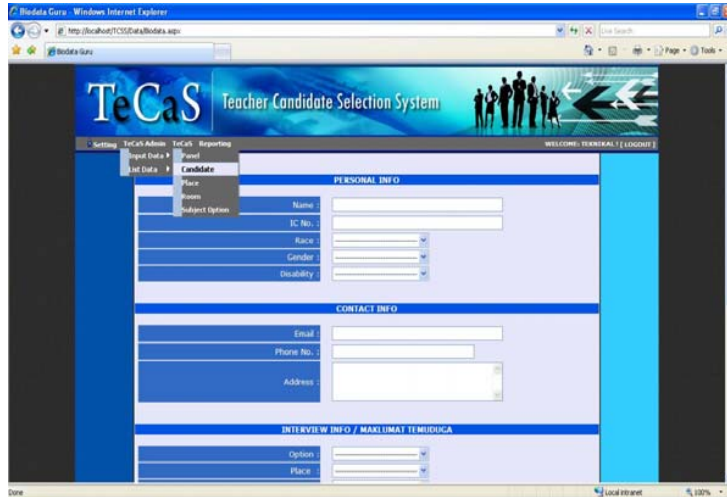 Biodata Guru - Windows Internet Explorer
http://localhost/TCSS/Data/Biodata.aspx
Live Search
Biodata Guru
Page
Tools
TeCaS Teacher Candidate Selection System
Setting TeCaS Admin TeCaS Reporting
WELCOME: TEKNIKAL! [ LOGOUT ]
Input Data
Panel
List Data
Candidate
Place
Room
Subject Option
PERSONAL INFO
Name :
IC No. :
Race :
Gender :
Disability :
CONTACT INFO
Email :
Phone No. :
Address :
INTERVIEW INFO / MAKLUMAT TEMUDUGA
Option :
Place :
Done
Local intranet
100%